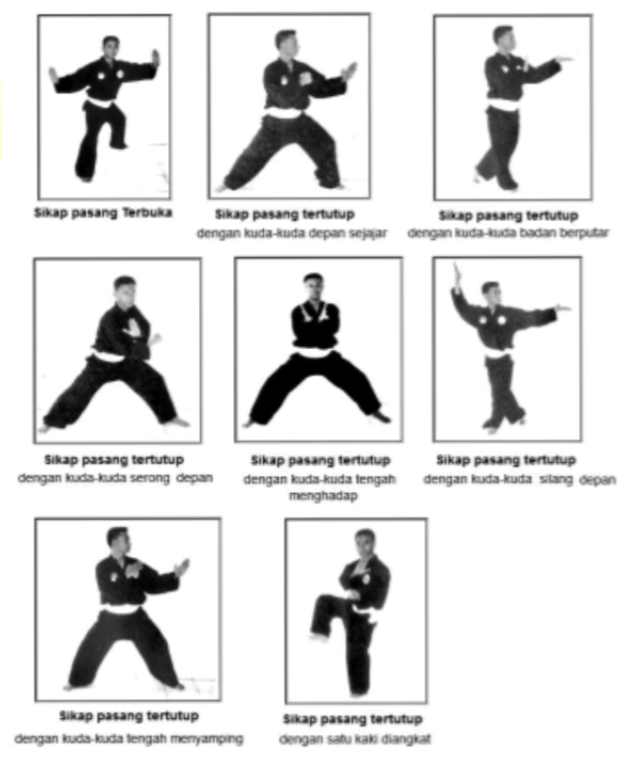 Sikap pasang Terbuka
Sikap pasang tertutup
dengan kuda-kuda depan sejajar
Sikap pasang tertutup
dengan kuda-kuda badan berputar
Sikap pasang tertutup
dengan kuda-kuda serong depan
Sikap pasang tertutup
dengan kuda-kuda tengah
menghadap
Sikap pasang tertutup
dengan kuda-kuda silang depan
Sikap pasang tertutup
dengan kuda-kuda tengah menyamping
Sikap pasang tertutup
dengan satu kaki diangkat